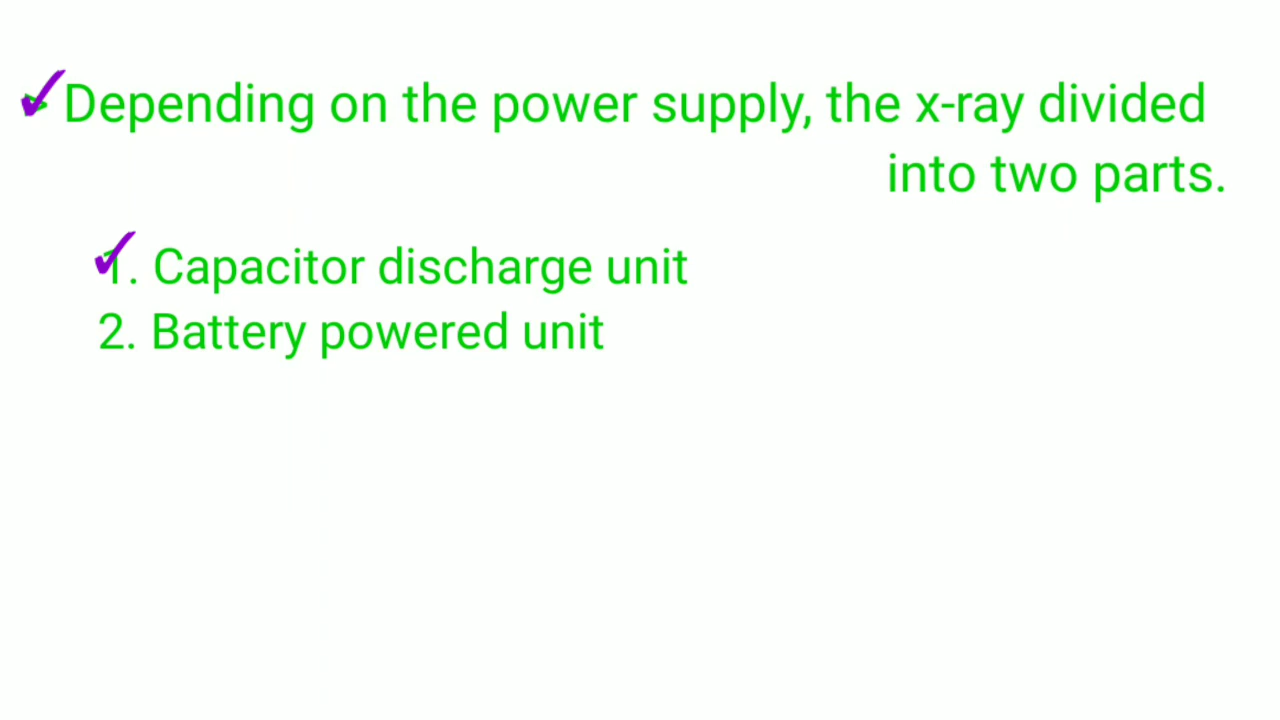 Depending on the power supply, the x-ray divided
into two parts.
1. Capacitor discharge unit
2. Battery powered unit